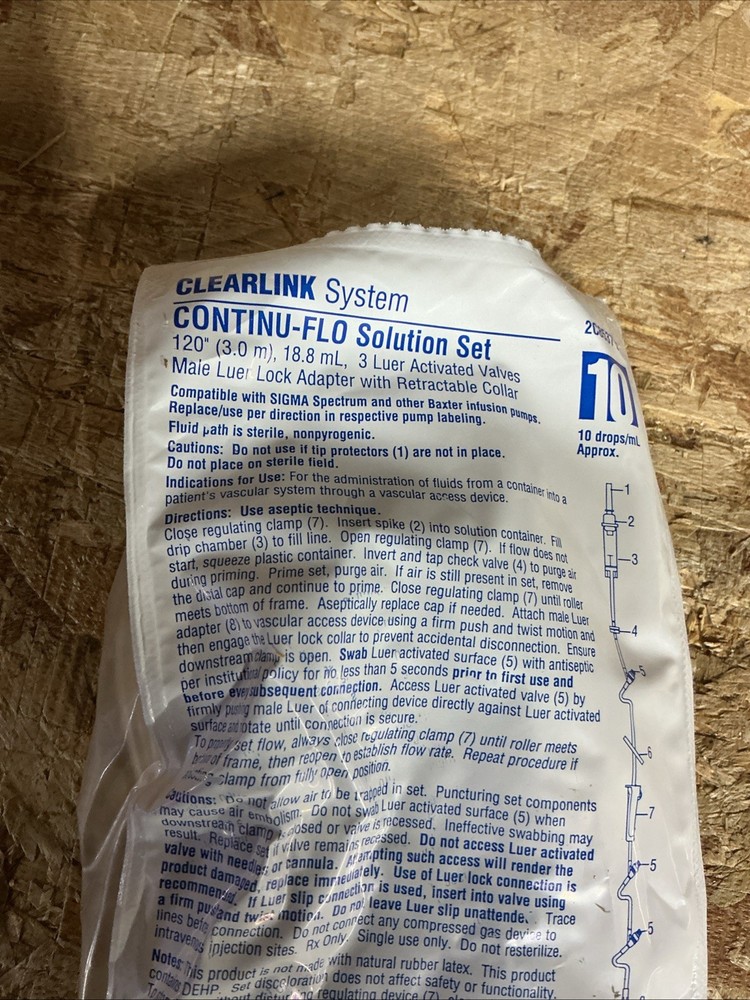 CLEARLINK System
CONTINU-FLO Solution Set
120" (3.0 m), 18.8 mL, 3 Luer Activated Valves
Male Luer Lock Adapter with Retractable Collar
10
10 drops/mL
Approx.
Compatible with SIGMA Spectrum and other Baxter infusion pumps.
Replace/use per direction in respective pump labeling.
Fluid path is sterile, nonpyrogenic.
Cautions: Do not use if tip protectors (1) are not in place.
Do not place on sterile field.
Indications for Use: For the administration of fluids from a container into a
patient's vascular system through a vascular access device.
Directions: Use aseptic technique.
Close regulating clamp (7). Insert spike (2) into solution container. Fill
drip chamber (3) to fill line. Open regulating clamp (7). If flow does not
start, squeeze plastic container. Invert and tap check valve (4) to purge air
during priming. Prime set, purge air. If air is still present in set, remove
the distal cap and continue to prime. Close regulating clamp (7) until roller
meets bottom of frame. Aseptically replace cap if needed. Attach male Luer
adapter (8) to vascular access device using a firm push and twist motion and
then engage the Luer lock collar to prevent accidental disconnection. Ensure
downstream clamp is open. Swab Luer activated surface (5) with antiseptic
per institutional policy for no less than 5 seconds prior to first use and
before every subsequent connection. Access Luer activated valve (5) by
firmly male Luer of connecting device directly against Luer activated
surface and rotate until connection is secure.
To set flow, always close regulating clamp (7) until roller meets
of frame, then reopen to establish flow rate. Repeat procedure if
clamp from fully open position.
Cautions: Do not allow air to be trapped in set. Puncturing set components
may cause air embolism. Do not swab Luer activated surface (5) when
downstream clamp is closed or valve is recessed. Ineffective swabbing may
result. Replace set if valve remains recessed. Do not access Luer activated
valve with needles or cannula. Attempting such access will render the
product damaged, replace immediately. Use of Luer lock connection is
recommended. If Luer slip connection is used, insert into valve using
a firm push and twist motion. Do not leave Luer slip unattende. Trace
lines before connection. Do not connect any compressed gas device to
intravenous injection sites. Rx Only. Single use only. Do not resterilize.
Notes: This product is not made with natural rubber latex. This product
contains DEHP. Set discoloration does not affect safety or functionality.
without disturbing regulating device (7)
1
2
3
4
5
6
7
5
5
8